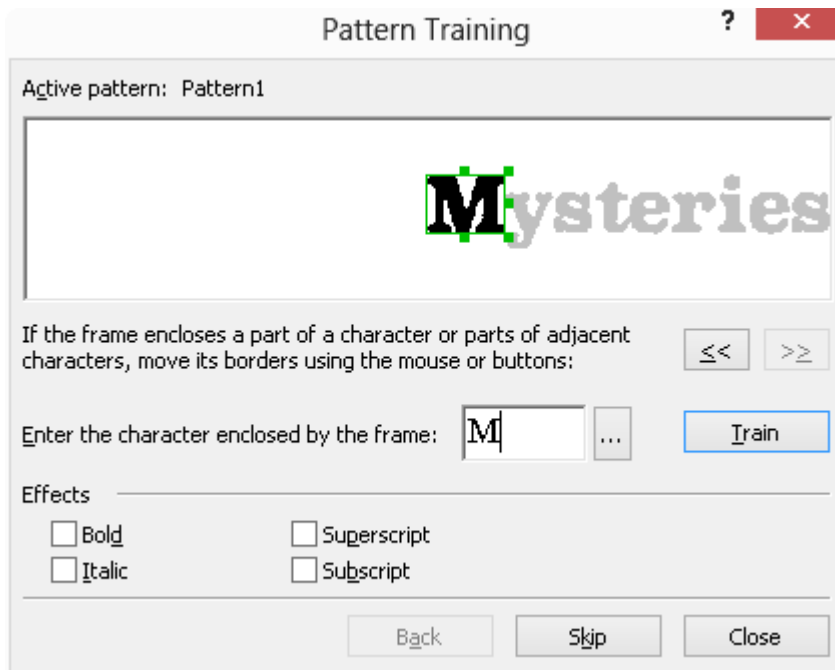 Pattern Training ? ×
Active pattern: Pattern1
Mysteries
If the frame encloses a part of a character or parts of adjacent
characters, move its borders using the mouse or buttons: << >>
Enter the character enclosed by the frame: M ... Train
Effects
Bold Superscript
Italic Subscript
Back Skip Close